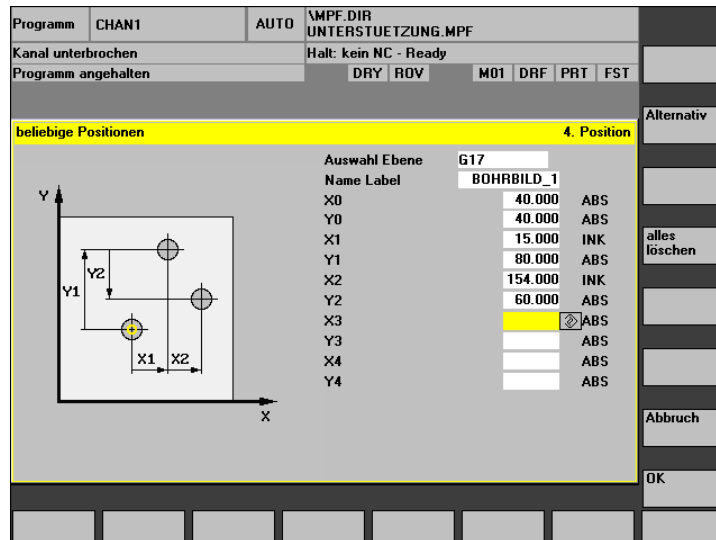 Programm CHAN1 AUTO \MPF.DIR
UNTERSTUETZUNG.MPF
Kanal unterbrochen Halt: kein NC - Ready
Programm angehalten DRY ROV M01 DRF PRT FST
Alternativ
beliebige Positionen 4. Position
Auswahl Ebene G17
Name Label BOHRBILD_1
X0 40.000 ABS
Y0 40.000 ABS
X1 15.000 INK
Y1 80.000 ABS
X2 154.000 INK
Y2 60.000 ABS
X3 ABS
Y3 ABS
X4 ABS
Y4 ABS
Y
Y2
Y1
X1 X2
X
alles
löschen
Abbruch
OK